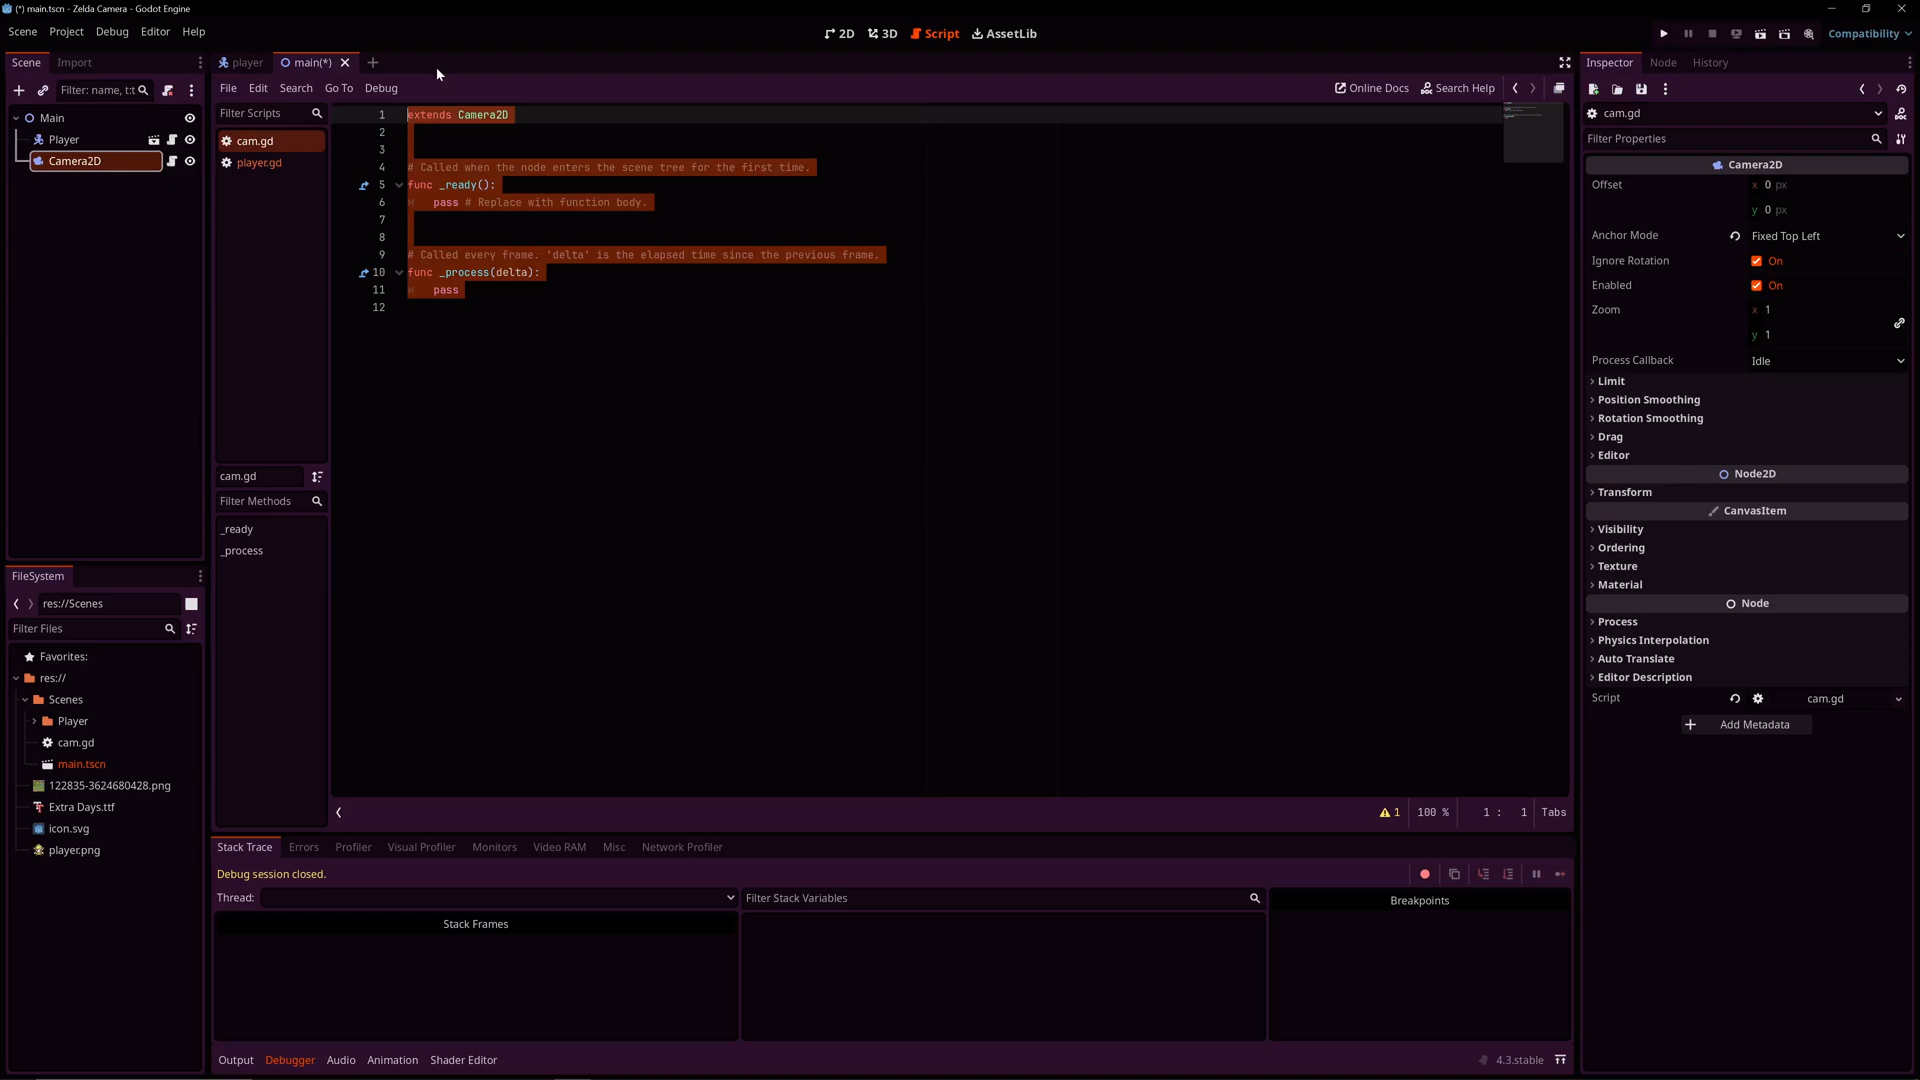 (*) main.tscn - Zelda Camera - Godot Engine
Scene Project Debug Editor Help
2D 3D Script AssetLib
Compatibility
Scene Import
Filter: name, t:t
Main
Player
Camera2D
FileSystem
res://Scenes
Filter Files
Favorites:
res://
Scenes
Player
cam.gd
main.tscn
122835-3624680428.png
Extra Days.ttf
icon.svg
player.png
player main(*)
File Edit Search Go To Debug
Online Docs Search Help
Filter Scripts
cam.gd
player.gd
cam.gd
Filter Methods
_ready
_process
1 extends Camera2D
2
3
4 # Called when the node enters the scene tree for the first time.
5 func _ready():
6 pass # Replace with function body.
7
8
9 # Called every frame. 'delta' is the elapsed time since the previous frame.
10 func _process(delta):
11 pass
12
1 100 % 1 : 1 Tabs
Stack Trace Errors Profiler Visual Profiler Monitors Video RAM Misc Network Profiler
Debug session closed.
Thread:
Filter Stack Variables
Breakpoints
Stack Frames
Output Debugger Audio Animation Shader Editor
4.3.stable
Inspector Node History
cam.gd
Filter Properties
Camera2D
Offset x 0 px
y 0 px
Anchor Mode Fixed Top Left
Ignore Rotation On
Enabled On
Zoom x 1
y 1
Process Callback Idle
Limit
Position Smoothing
Rotation Smoothing
Drag
Editor
Node2D
Transform
CanvasItem
Visibility
Ordering
Texture
Material
Node
Process
Physics Interpolation
Auto Translate
Editor Description
Script cam.gd
Add Metadata